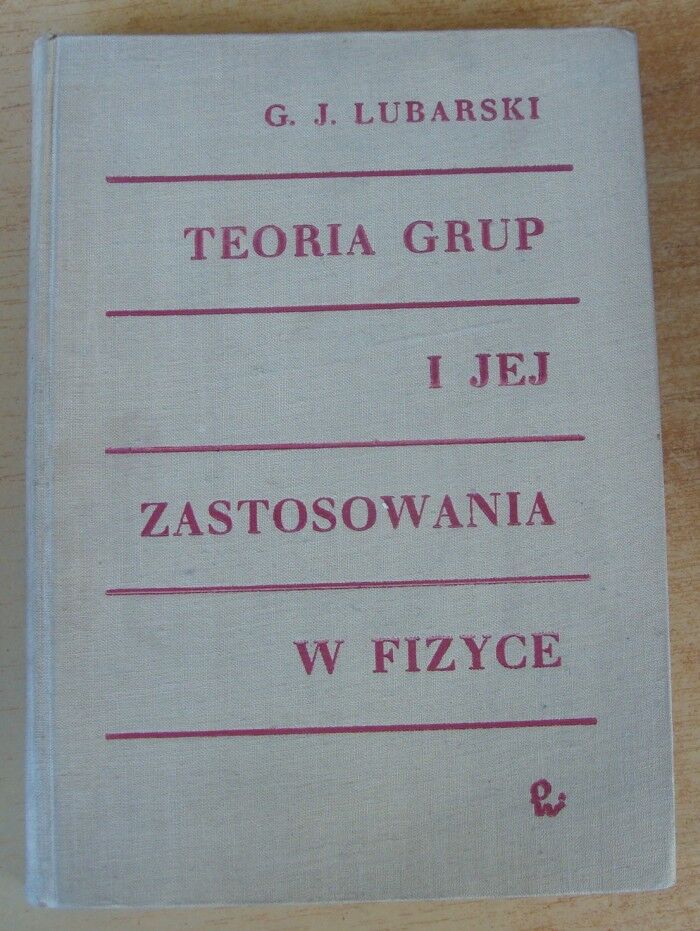 G. J. LUBARSKI
TEORIA GRUP
I JEJ
ZASTOSOWANIA
W FIZYCE